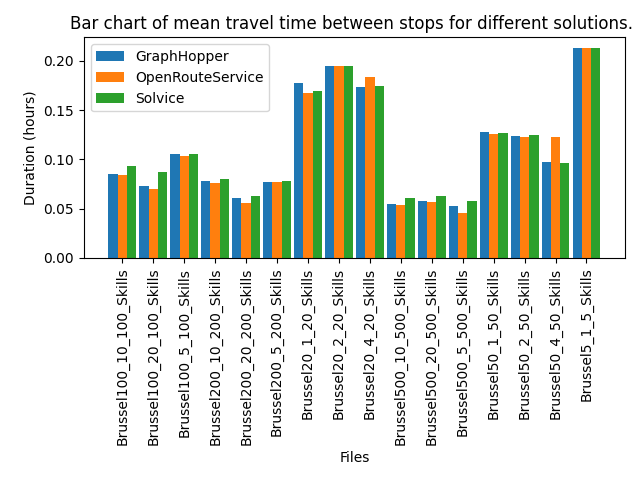 Bar chart of mean travel time between stops for different solutions.
GraphHopper
OpenRouteService
Solvice
Duration (hours)
0.20
0.15
0.10
0.05
0.00
Brussel100_10_100_Skills
Brussel100_20_100_Skills
Brussel100_5_100_Skills
Brussel200_10_200_Skills
Brussel200_20_200_Skills
Brussel200_5_200_Skills
Brussel20_1_20_Skills
Brussel20_2_20_Skills
Brussel20_4_20_Skills
Brussel500_10_500_Skills
Brussel500_20_500_Skills
Brussel500_5_500_Skills
Brussel50_1_50_Skills
Brussel50_2_50_Skills
Brussel50_4_50_Skills
Brussel5_1_5_Skills
Files